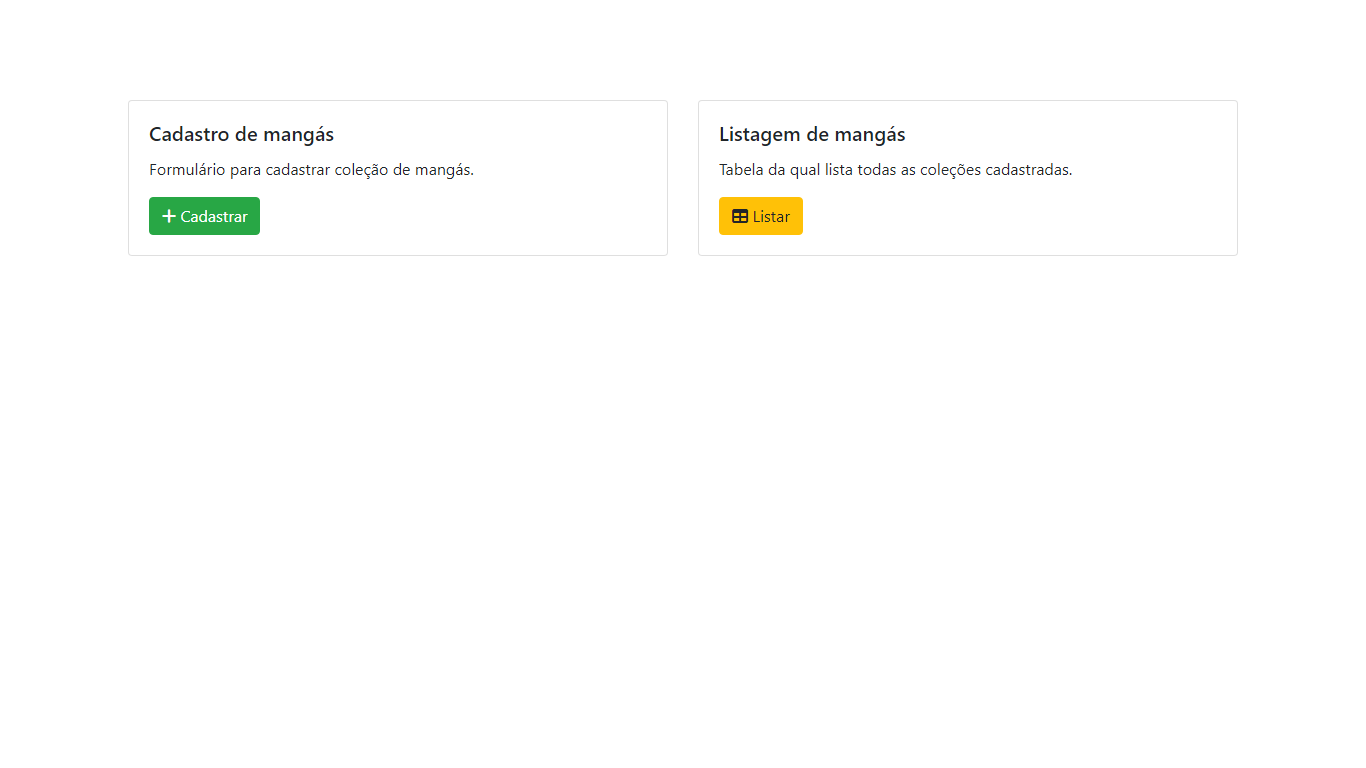 Cadastro de mangás
Formulário para cadastrar coleção de mangás.
Cadastrar
Listagem de mangás
Tabela da qual lista todas as coleções cadastradas.
Listar